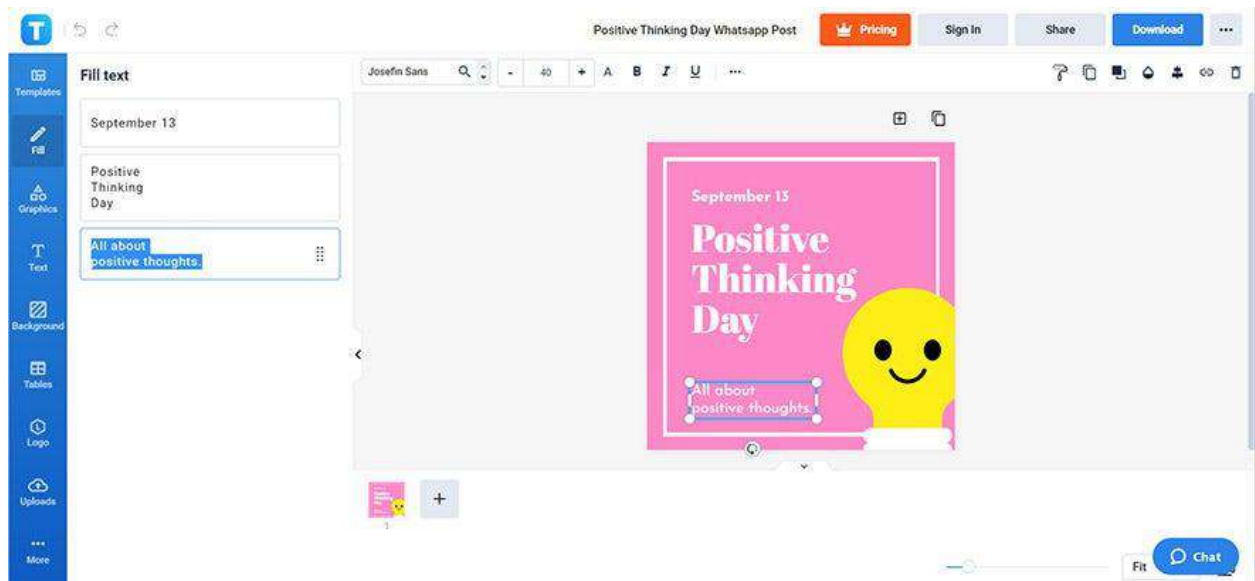 T
Positive Thinking Day Whatsapp Post
Pricing
Sign In
Share
Download
Templates
Fill
Graphics
Text
Background
Tables
Logo
Uploads
More
Fill text
September 13
Positive
Thinking
Day
All about
positive thoughts.
Josefin Sans
- 40 + A B I U
September 13
Positive
Thinking
Day
All about
positive thoughts.
1
+
Fit
Chat